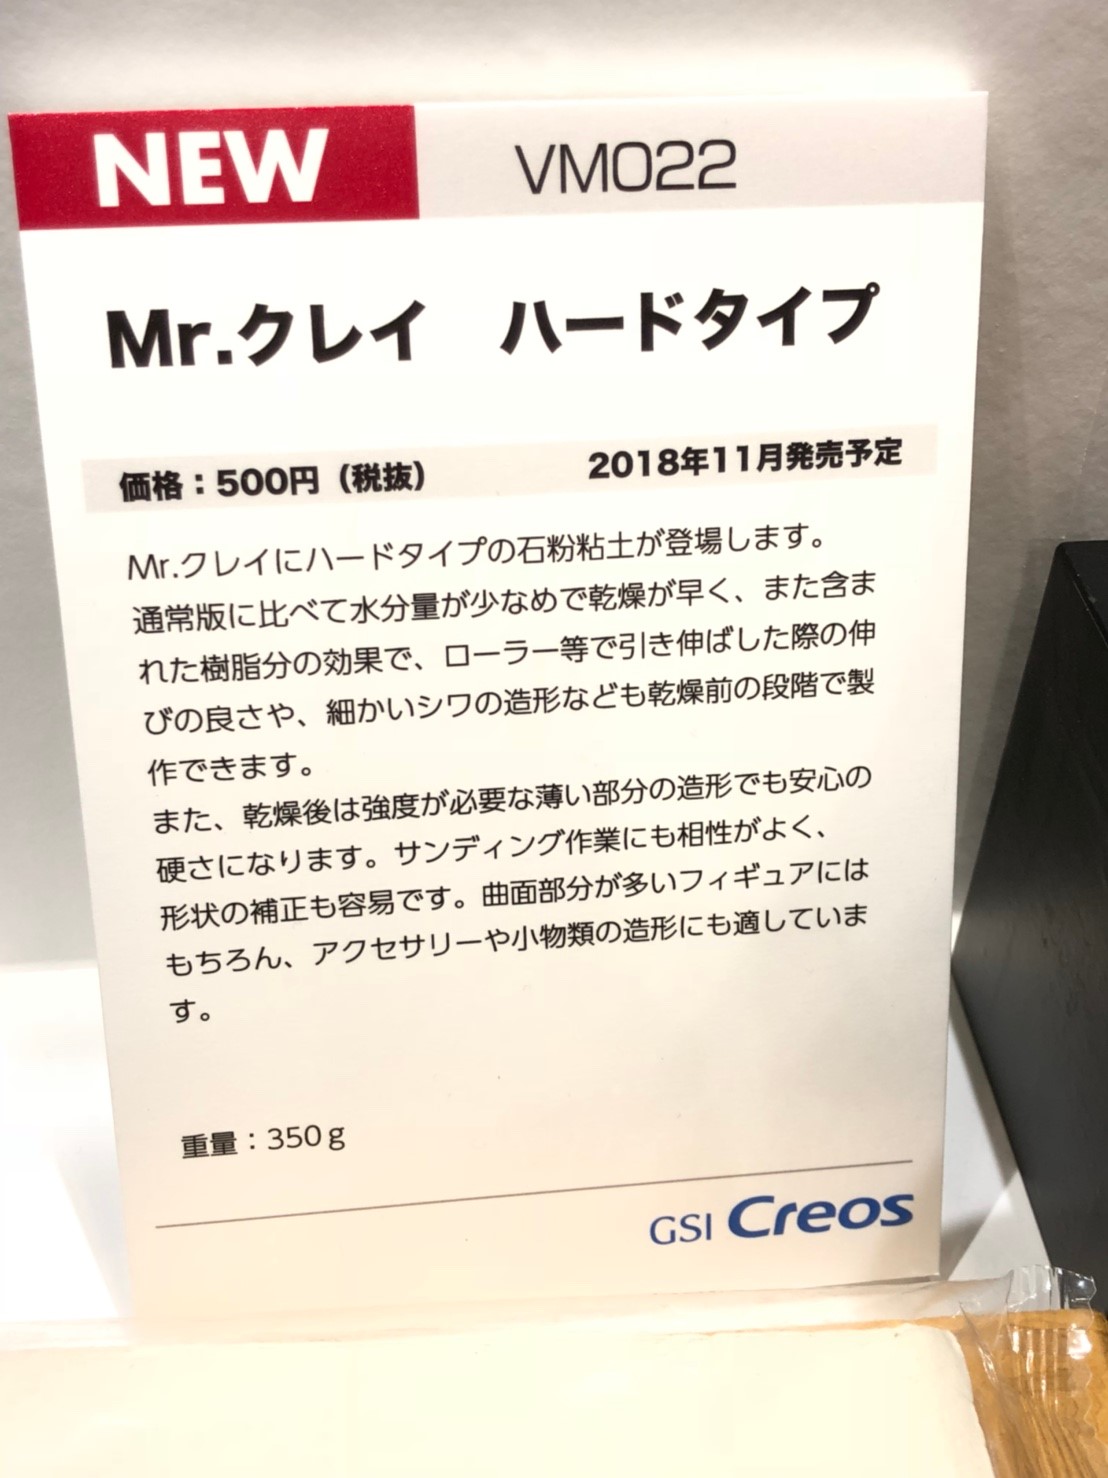 NEW
VM022
Mr.クレイ　ハードタイプ
価格：500円（税抜）
2018年11月発売予定
Mr.クレイにハードタイプの石粉粘土が登場します。
通常版に比べて水分量が少なめで乾燥が早く、また含ま
れた樹脂分の効果で、ローラー等で引き伸ばした際の伸
びの良さや、細かいシワの造形なども乾燥前の段階で製
作できます。
また、乾燥後は強度が必要な薄い部分の造形でも安心の
硬さになります。サンディング作業にも相性がよく、
形状の補正も容易です。曲面部分が多いフィギュアには
もちろん、アクセサリーや小物類の造形にも適していま
す。
重量：350g
GSI Creos